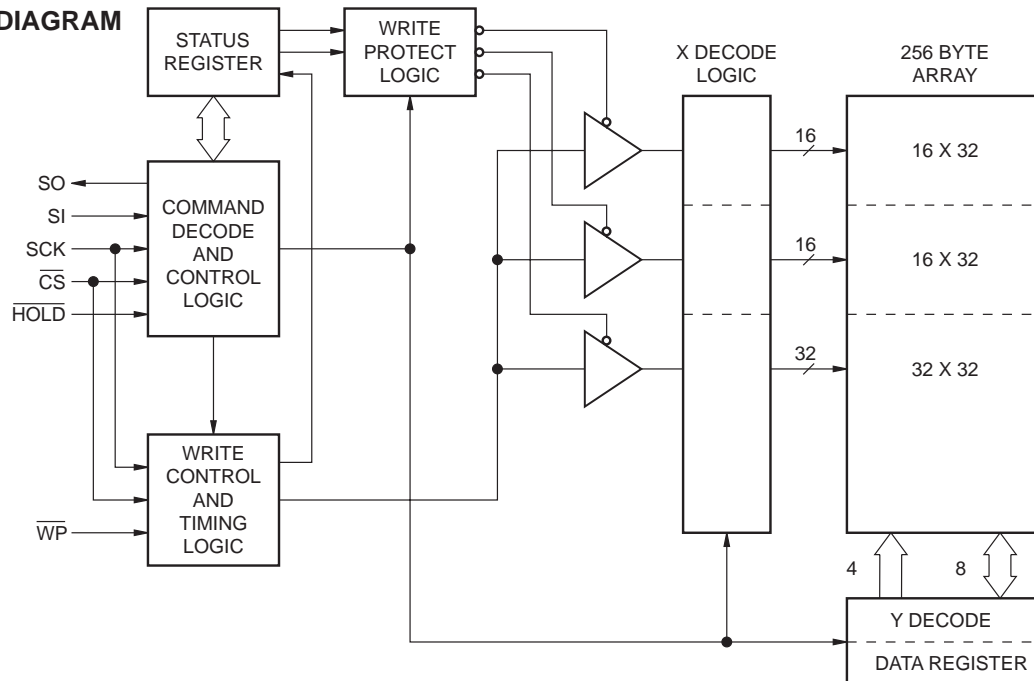 DIAGRAM
STATUS
REGISTER
WRITE
PROTECT
LOGIC
X DECODE
LOGIC
256 BYTE
ARRAY
SO
SI
SCK
CS
HOLD
COMMAND
DECODE
AND
CONTROL
LOGIC
16
16 X 32
16
16 X 32
32
32 X 32
WP
WRITE
CONTROL
AND
TIMING
LOGIC
4
8
Y DECODE
DATA REGISTER